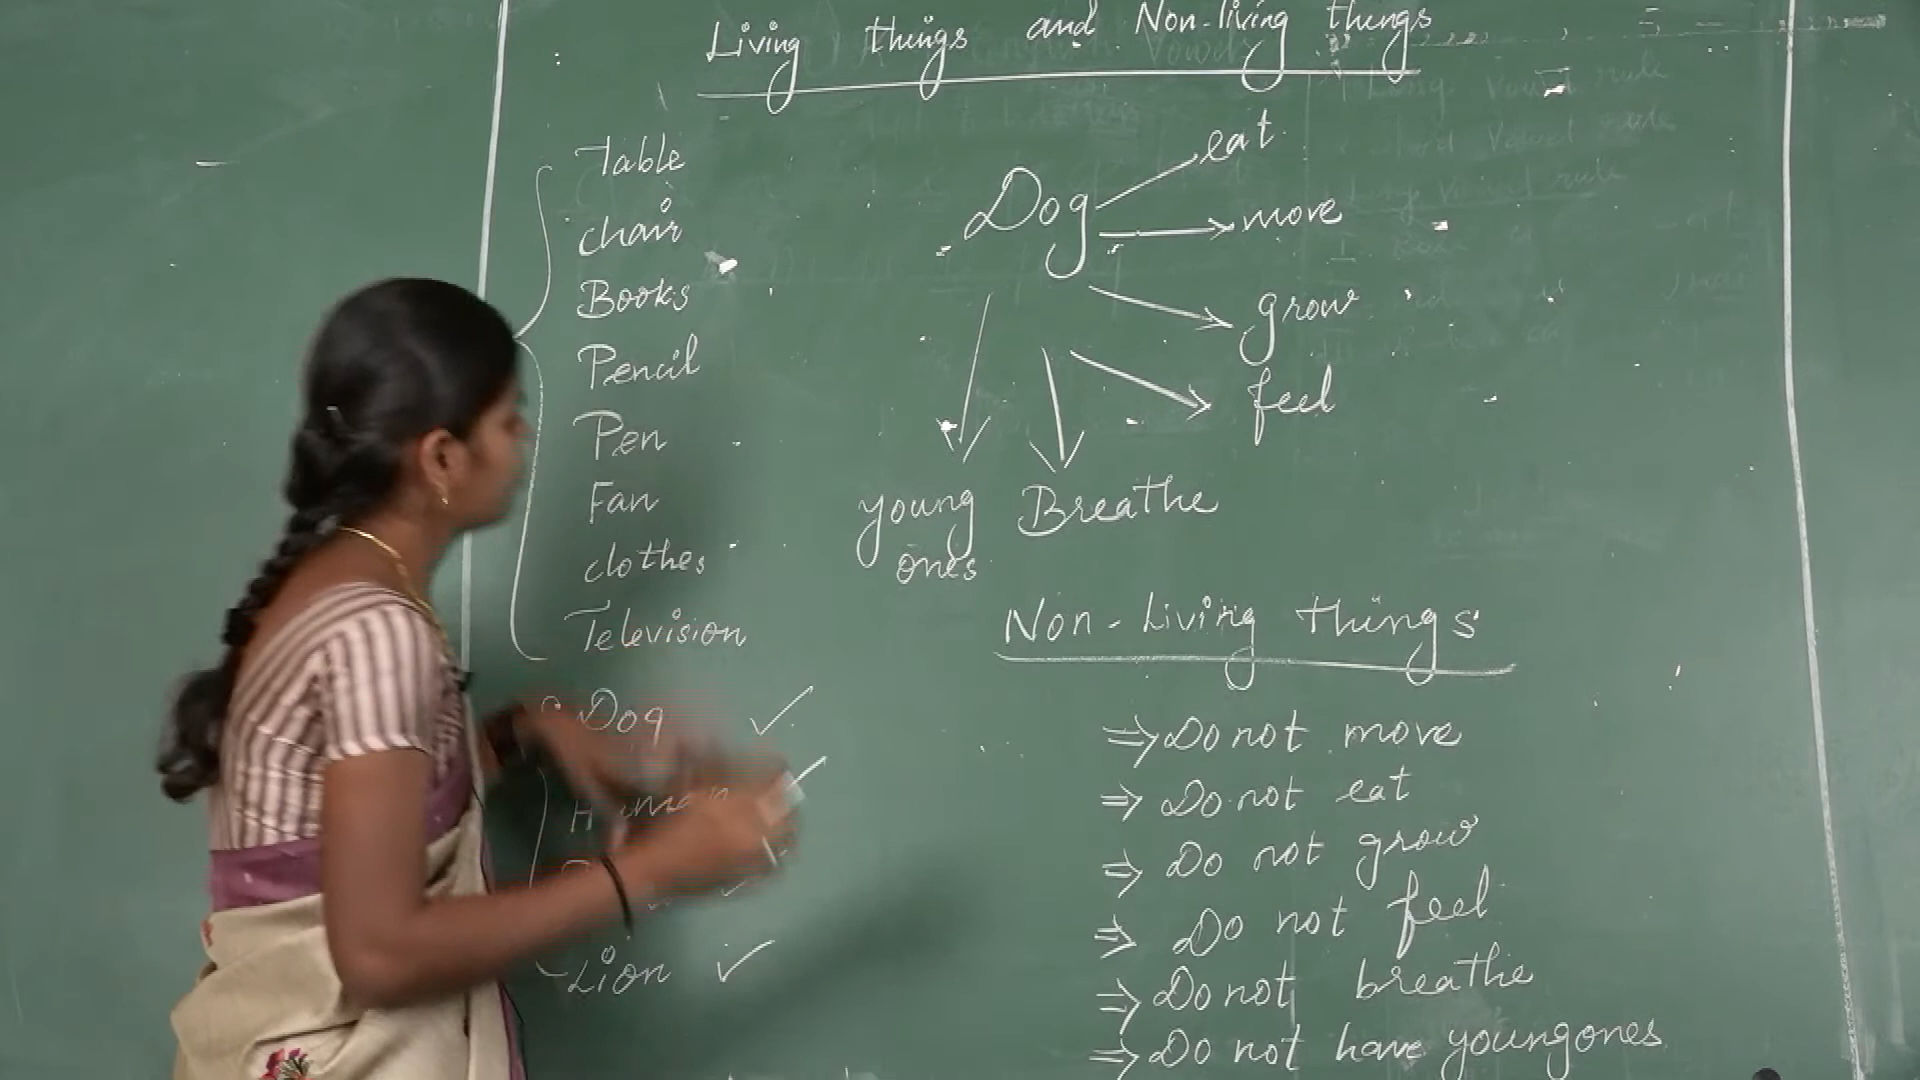 Living things and Non-living things
Table
chair
Books
Pencil
Pen
Fan
clothes
Television
Dog
Human
Lion
Dog
eat
move
grow
feel
Breathe
young
ones
Non-Living things
⇒ Do not move
⇒ Do not eat
⇒ Do not grow
⇒ Do not feel
⇒ Do not breathe
⇒ Do not have youngones